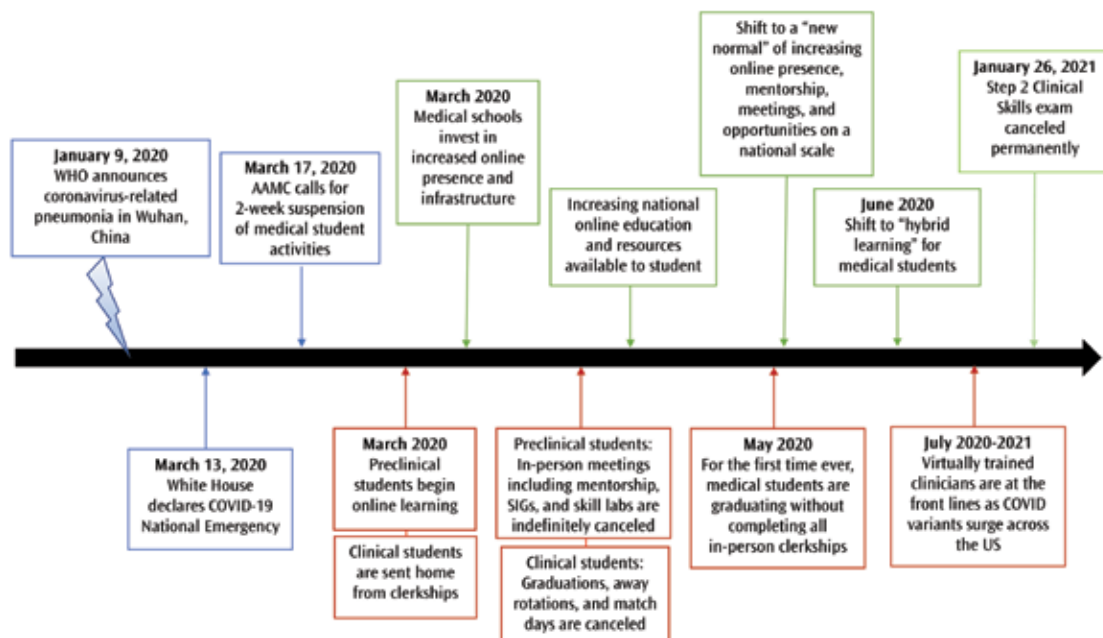 January 9, 2020
WHO announces
coronavirus-related
pneumonia in Wuhan,
China
March 17, 2020
AAMC calls for
2-week suspension
of medical student
activities
March 2020
Medical schools
invest in
increased online
presence and
infrastructure
Increasing national
online education
and resources
available to student
Shift to a “new
normal” of increasing
online presence,
mentorship,
meetings, and
opportunities on a
national scale
June 2020
Shift to “hybrid
learning” for
medical students
January 26, 2021
Step 2 Clinical
Skills exam
canceled
permanently
March 13, 2020
White House
declares COVID-19
National Emergency
March 2020
Preclinical
students begin
online learning
Clinical students
are sent home
from clerkships
Preclinical students:
In-person meetings
including mentorship,
SIGs, and skill labs are
indefinitely canceled
Clinical students:
Graduations, away
rotations, and match
days are canceled
May 2020
For the first time ever,
medical students are
graduating without
completing all
in-person clerkships
July 2020-2021
Virtually trained
clinicians are at the
front lines as COVID
variants surge across
the US